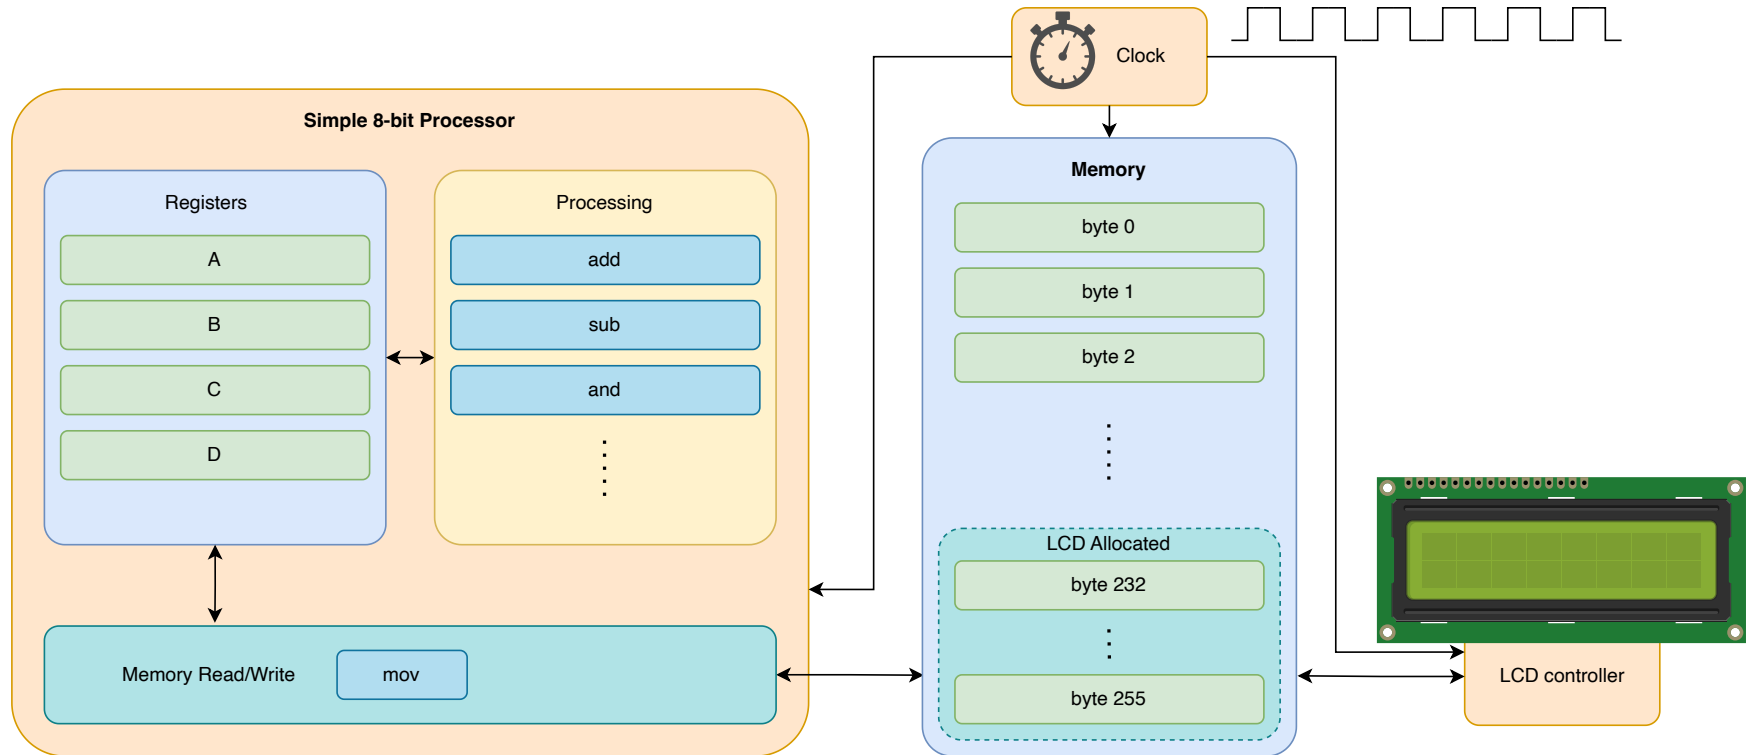 Clock
Simple 8-bit Processor
Registers
A
B
C
D
Processing
add
sub
and
Memory Read/Write
mov
Memory
byte 0
byte 1
byte 2
LCD Allocated
byte 232
byte 255
LCD controller